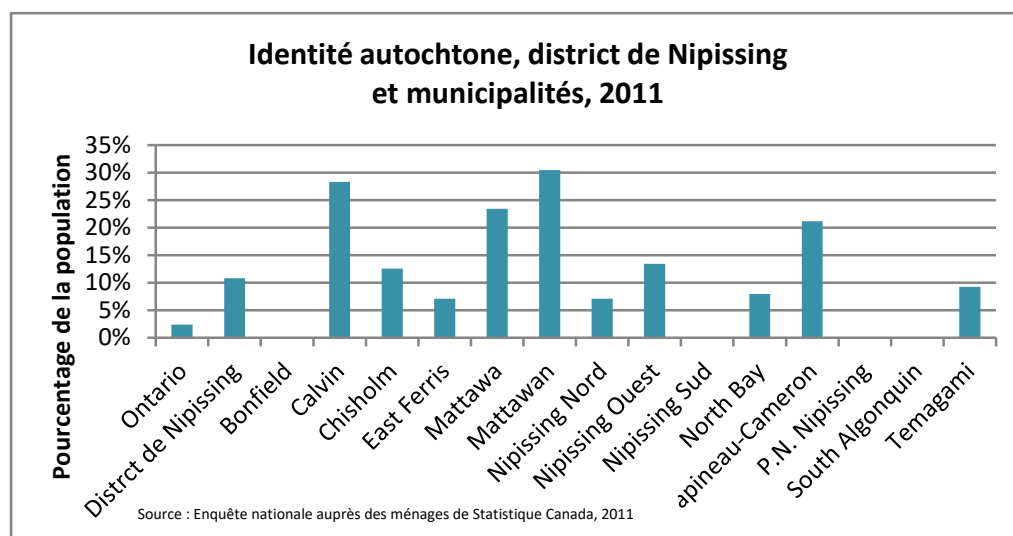 Identité autochtone, district de Nipissing
et municipalités, 2011
Pourcentage de la population
35%
30%
25%
20%
15%
10%
5%
0%
Ontario
Distrct de Nipissing
Bonfield
Calvin
Chisholm
East Ferris
Mattawa
Mattawan
Nipissing Nord
Nipissing Ouest
Nipissing Sud
North Bay
apineau-Cameron
P.N. Nipissing
South Algonquin
Temagami
Source : Enquête nationale auprès des ménages de Statistique Canada, 2011